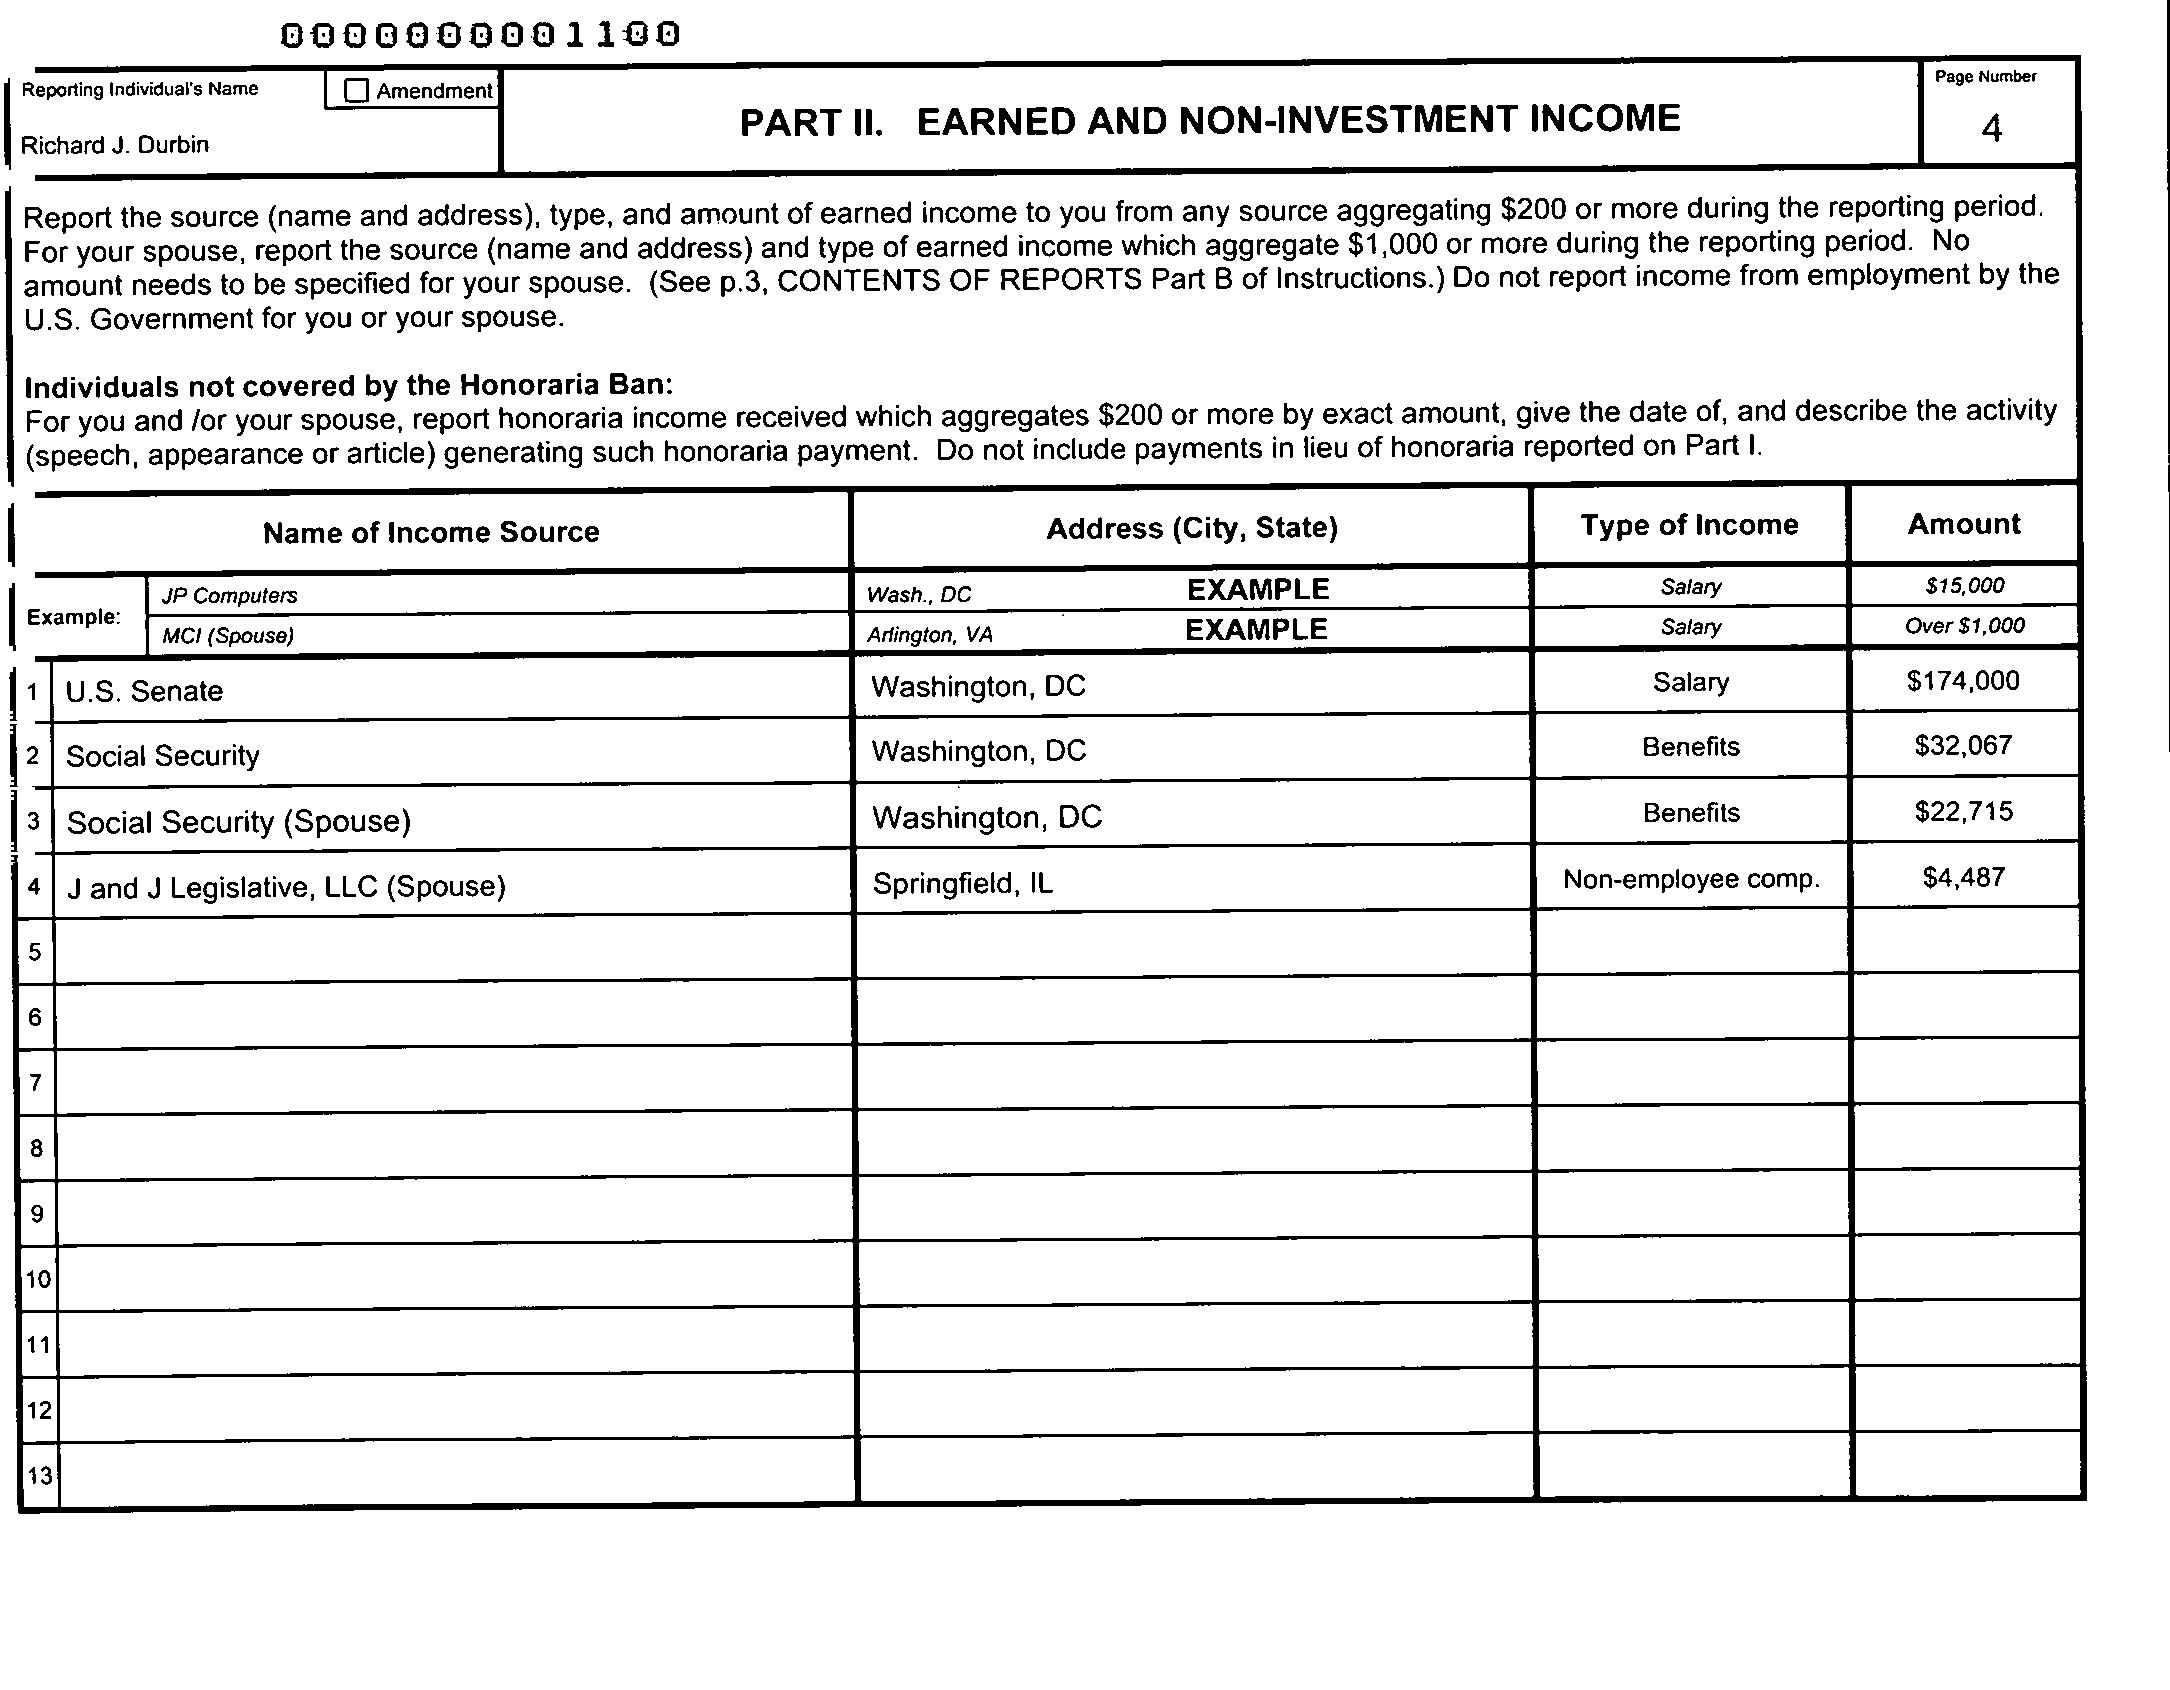 0000000001100
Reporting Individual's Name
Amendment
Richard J. Durbin
PART II. EARNED AND NON-INVESTMENT INCOME
Page Number
4
Report the source (name and address), type, and amount of earned income to you from any source aggregating $200 or more during the reporting period.
For your spouse, report the source (name and address) and type of earned income which aggregate $1,000 or more during the reporting period. No
amount needs to be specified for your spouse. (See p.3, CONTENTS OF REPORTS Part B of Instructions.) Do not report income from employment by the
U.S. Government for you or your spouse.
Individuals not covered by the Honoraria Ban:
For you and /or your spouse, report honoraria income received which aggregates $200 or more by exact amount, give the date of, and describe the activity
(speech, appearance or article) generating such honoraria payment. Do not include payments in lieu of honoraria reported on Part I.
Name of Income Source Address (City, State) Type of Income Amount
Example:
JP Computers Wash., DC EXAMPLE Salary $15,000
MCI (Spouse) Arlington, VA EXAMPLE Salary Over $1,000
1 U.S. Senate Washington, DC Salary $174,000
2 Social Security Washington, DC Benefits $32,067
3 Social Security (Spouse) Washington, DC Benefits $22,715
4 J and J Legislative, LLC (Spouse) Springfield, IL Non-employee comp. $4,487
5
6
7
8
9
10
11
12
13